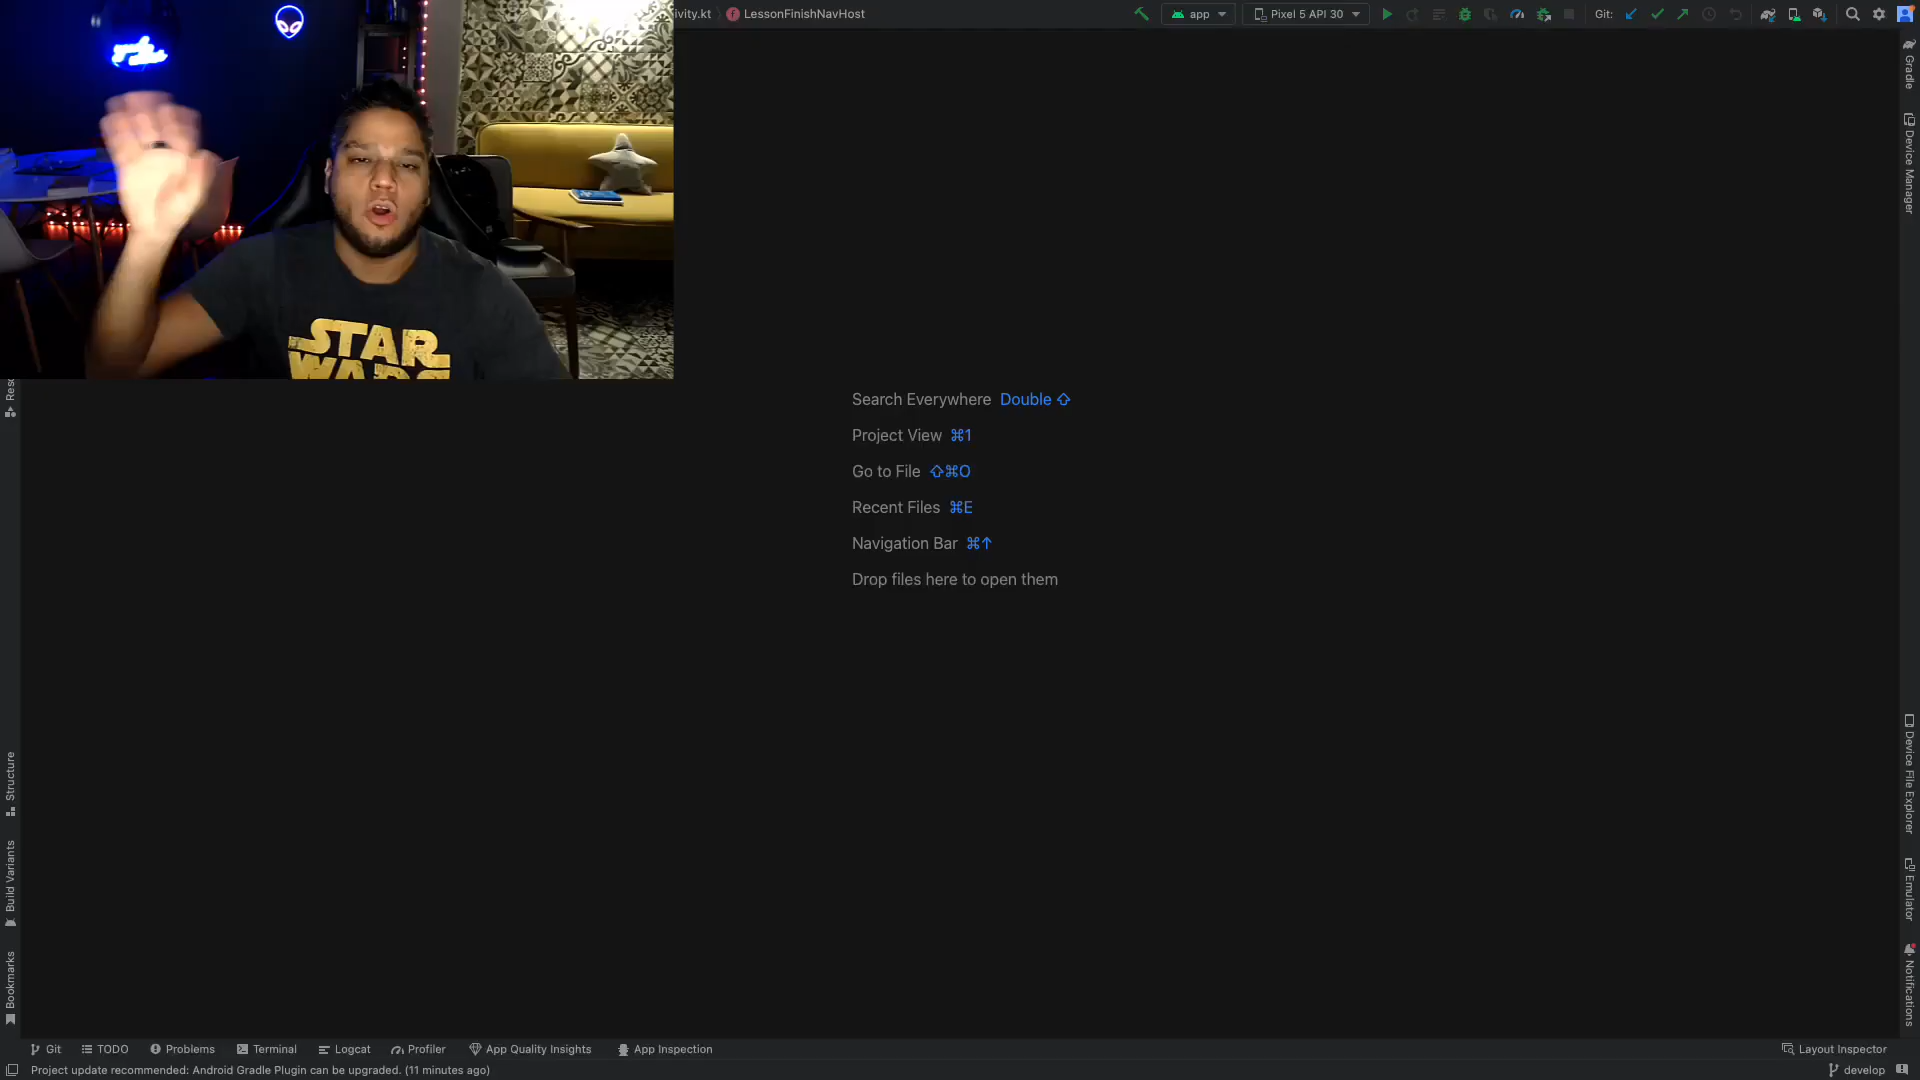 ivity.kt LessonFinishNavHost app Pixel 5 API 30 Git:
STAR
WARS
Search Everywhere Double ⇧
Project View ⌘1
Go to File ⇧⌘O
Recent Files ⌘E
Navigation Bar ⌘↑
Drop files here to open them
Structure
Build Variants
Bookmarks
Gradle
Device Manager
Device File Explorer
Emulator
Notifications
Git TODO Problems Terminal Logcat Profiler App Quality Insights App Inspection Layout Inspector
Project update recommended: Android Gradle Plugin can be upgraded. (11 minutes ago) develop